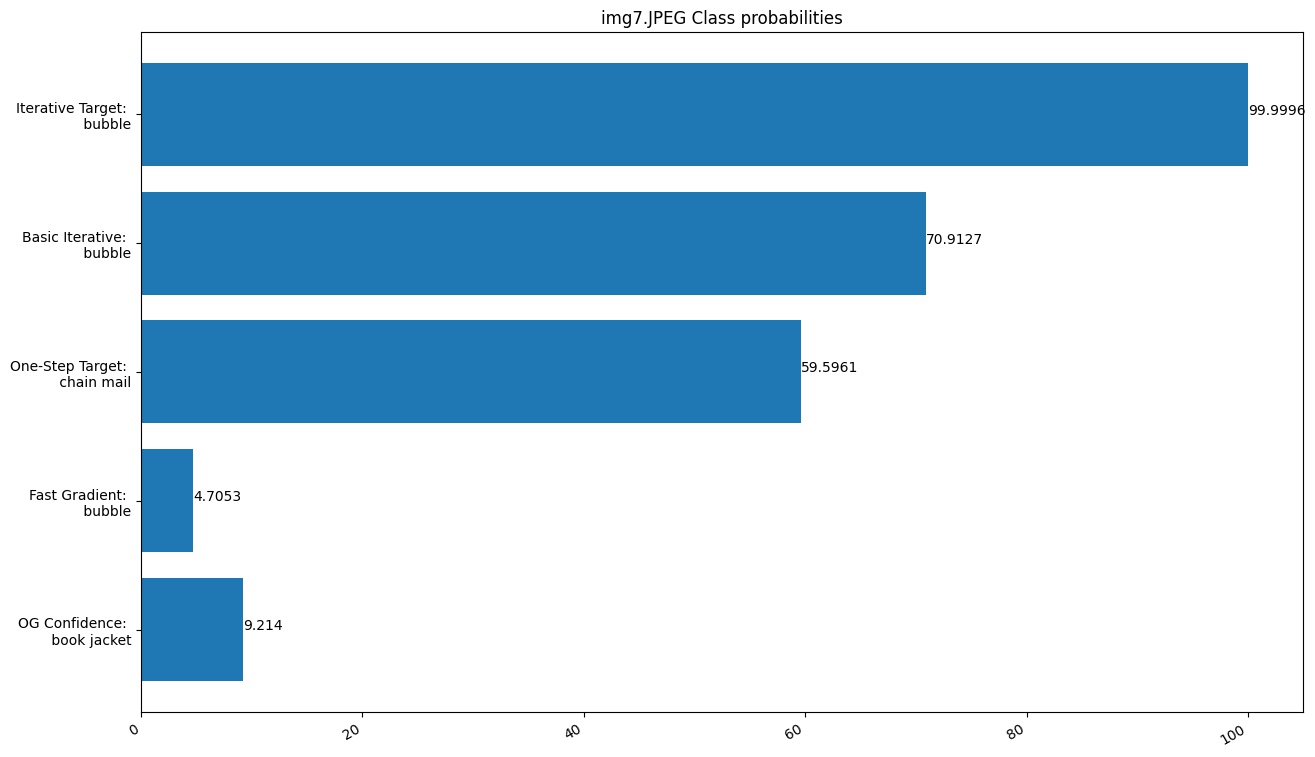 img7.JPEG Class probabilities
Iterative Target:
bubble
99.9996
Basic Iterative:
bubble
70.9127
One-Step Target:
chain mail
59.5961
Fast Gradient:
bubble
4.7053
OG Confidence:
book jacket
9.214
0
20
40
60
80
100